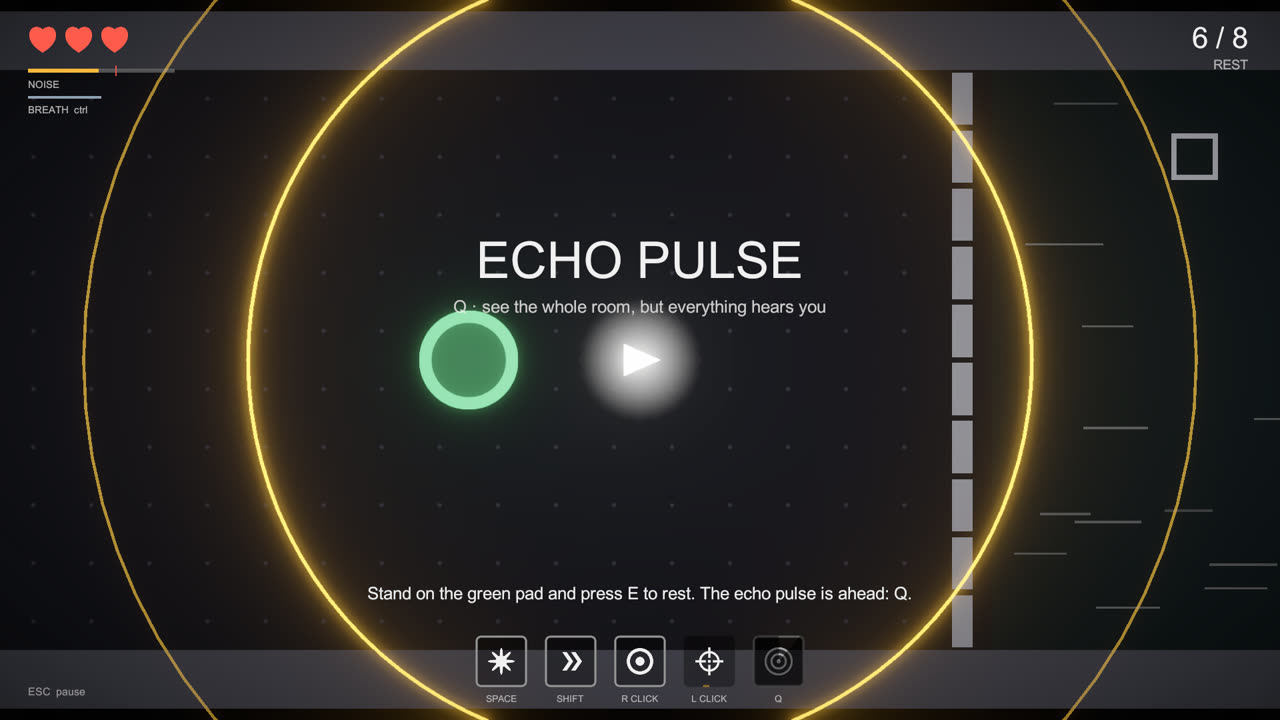 6 / 8
REST
NOISE
BREATH ctrl
ECHO PULSE
Q · see the whole room, but everything hears you
Stand on the green pad and press E to rest. The echo pulse is ahead: Q.
SPACE
SHIFT
R CLICK
L CLICK
Q
ESC pause